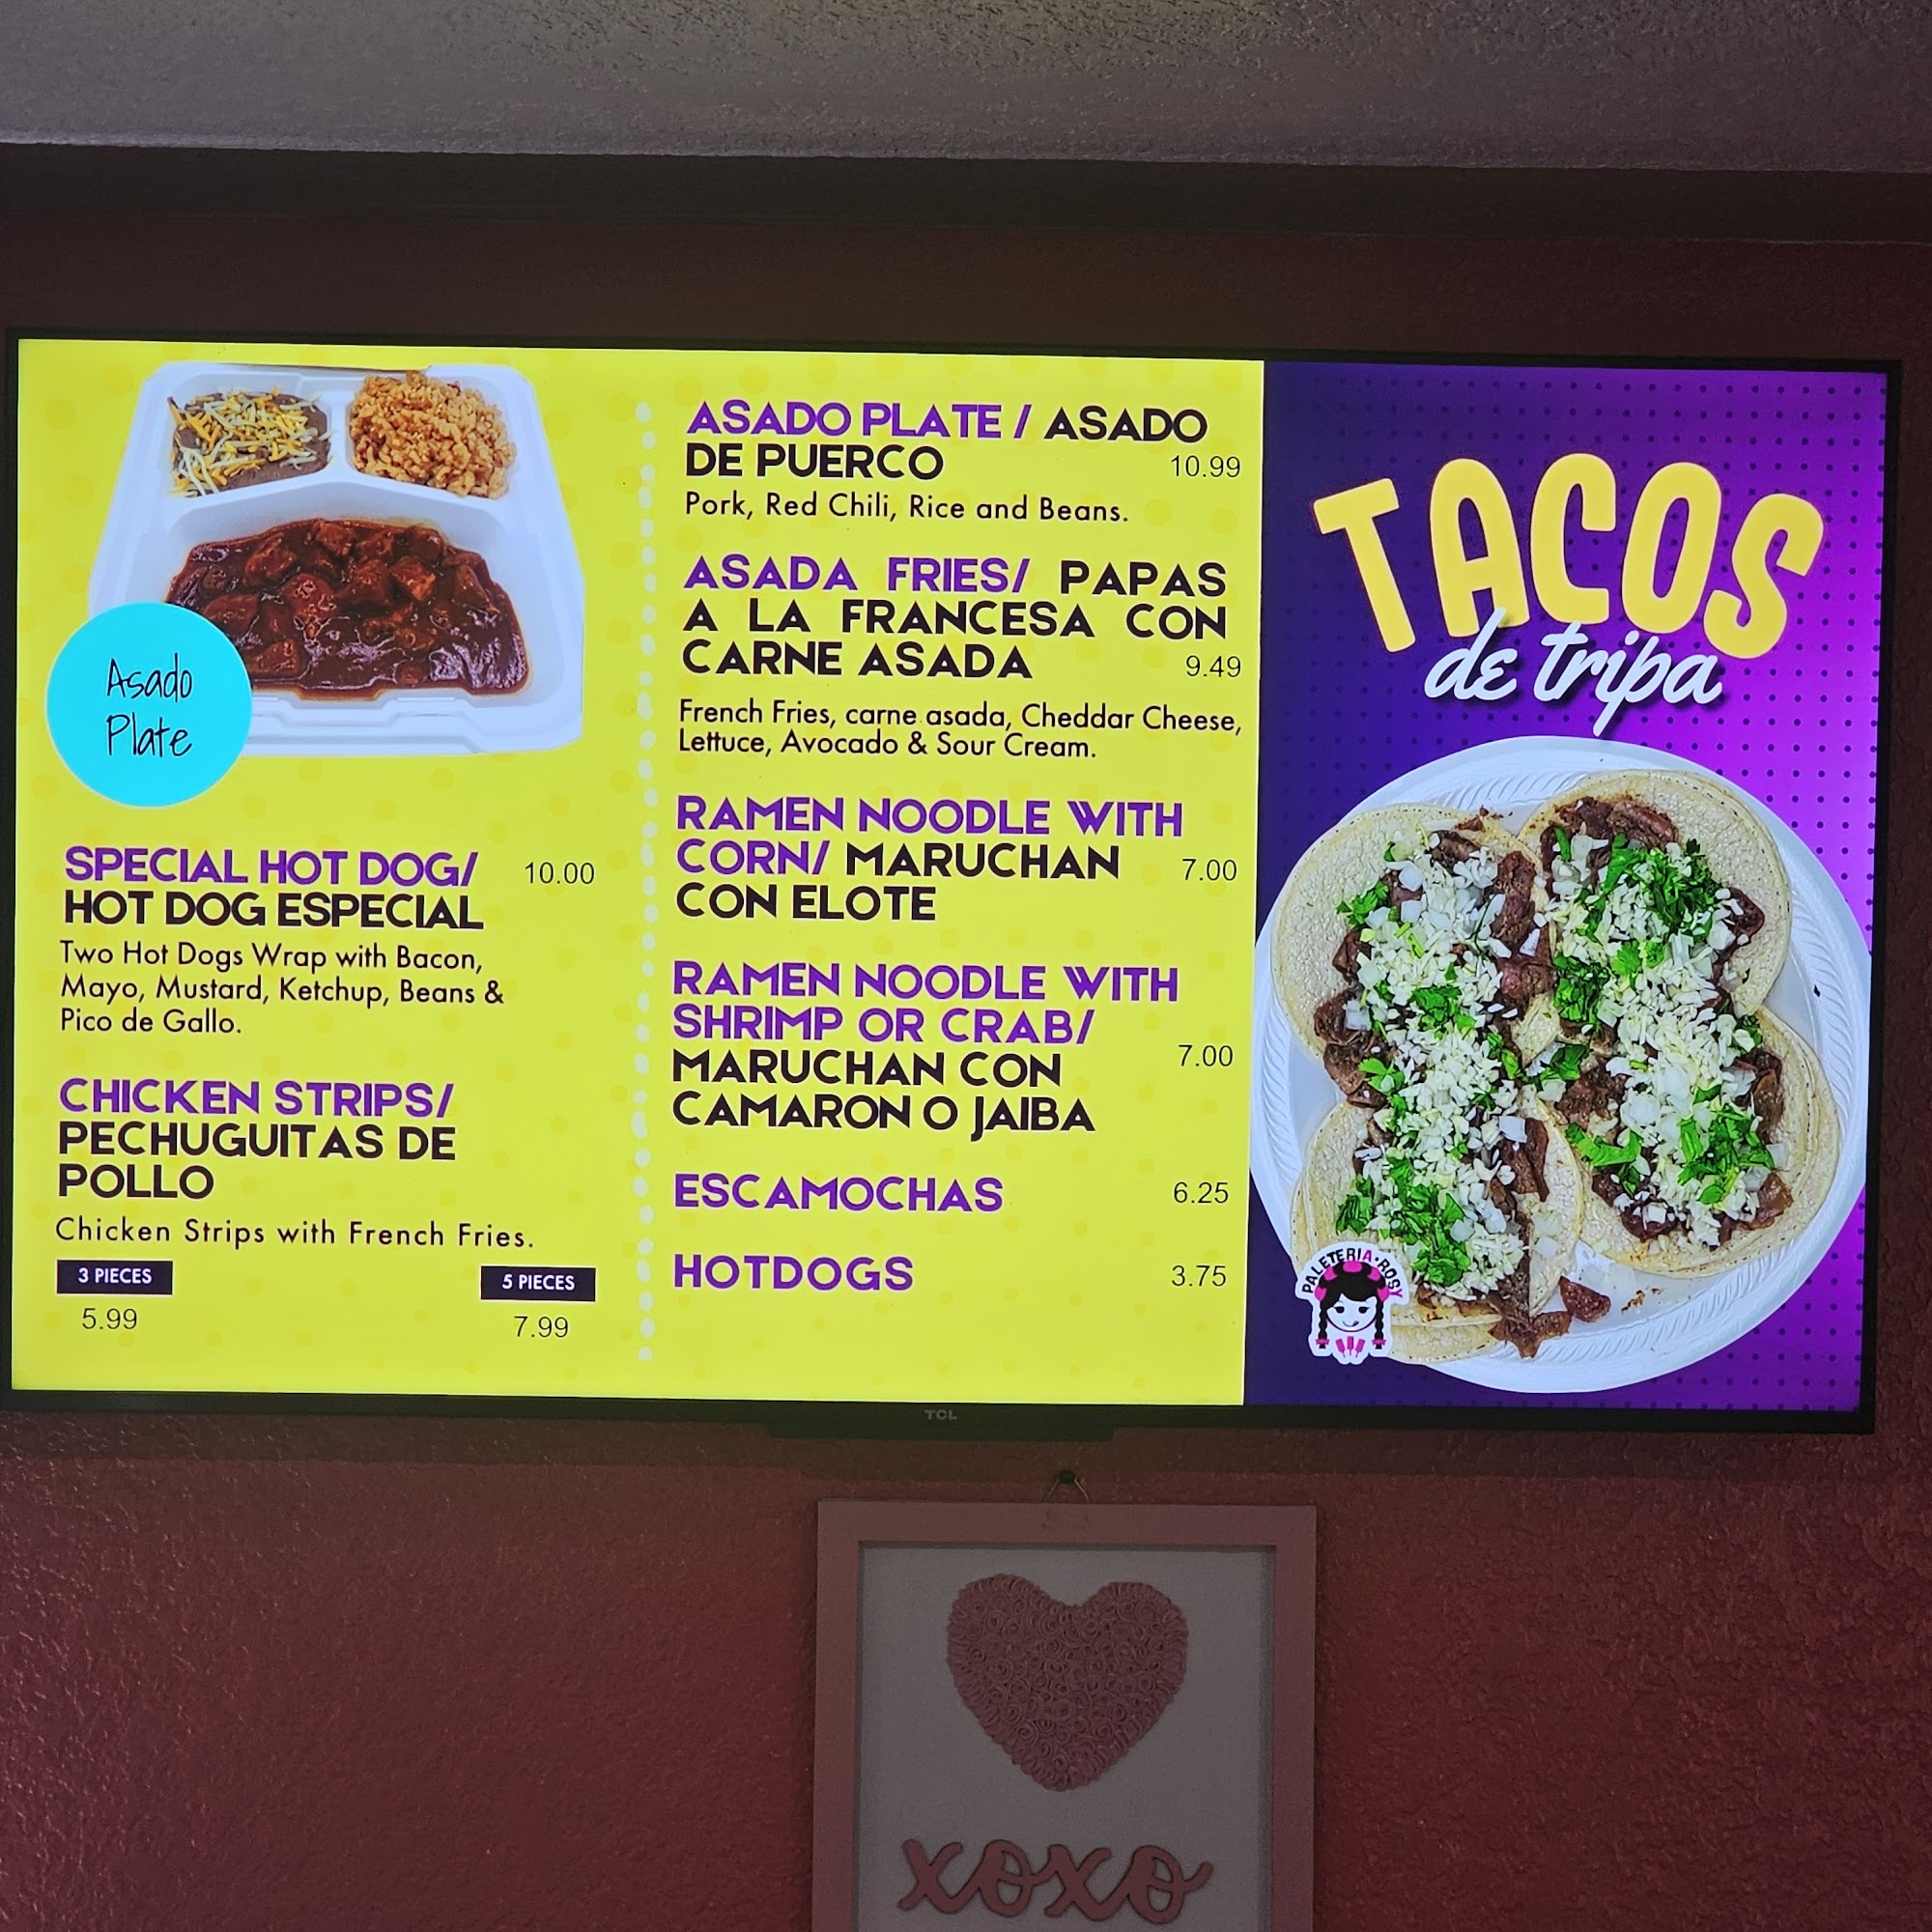 Asado
Plate
SPECIAL HOT DOG/ 10.00
HOT DOG ESPECIAL
Two Hot Dogs Wrap with Bacon,
Mayo, Mustard, Ketchup, Beans &
Pico de Gallo.
CHICKEN STRIPS/
PECHUGUITAS DE
POLLO
Chicken Strips with French Fries.
3 PIECES 5 PIECES
5.99 7.99
ASADO PLATE / ASADO
DE PUERCO 10.99
Pork, Red Chili, Rice and Beans.
ASADA FRIES/ PAPAS
A LA FRANCESA CON
CARNE ASADA 9.49
French Fries, carne asada, Cheddar Cheese,
Lettuce, Avocado & Sour Cream.
RAMEN NOODLE WITH
CORN/ MARUCHAN 7.00
CON ELOTE
RAMEN NOODLE WITH
SHRIMP OR CRAB/
MARUCHAN CON 7.00
CAMARON O JAIBA
ESCAMOCHAS 6.25
HOTDOGS 3.75
TACOS
de tripa
PALETERIA·ROSY
TCL
xoxo